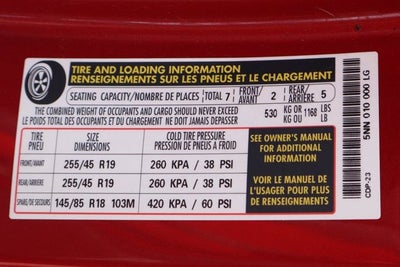 TIRE AND LOADING INFORMATION
RENSEIGNEMENTS SUR LES PNEUS ET LE CHARGEMENT
SEATING CAPACITY/NOMBRE DE PLACES TOTAL 7 FRONT/AVANT 2 REAR/ARRIÈRE 5
THE COMBINED WEIGHT OF OCCUPANTS AND CARGO SHOULD NEVER EXCEED
LE POIDS TOTAL DES OCCUPANTS ET DU CHARGEMENT NE DOIT JAMAIS DÉPASSER
530 KG OR/KG OU 1168 LBS/LB
TIRE PNEU SIZE DIMENSIONS COLD TIRE PRESSURE PRESSION DE PNEUS À FROID
FRONT/AVANT 255/45 R19 260 KPA / 38 PSI
REAR/ARRIÈRE 255/45 R19 260 KPA / 38 PSI
SPARE/DE SECOURS 145/85 R18 103M 420 KPA / 60 PSI
SEE OWNER'S MANUAL
FOR ADDITIONAL
INFORMATION
VOIR LE MANUEL DE
L'USAGER POUR PLUS
DE RENSEIGNEMENTS
5NN 010 000 LG
CDP-23